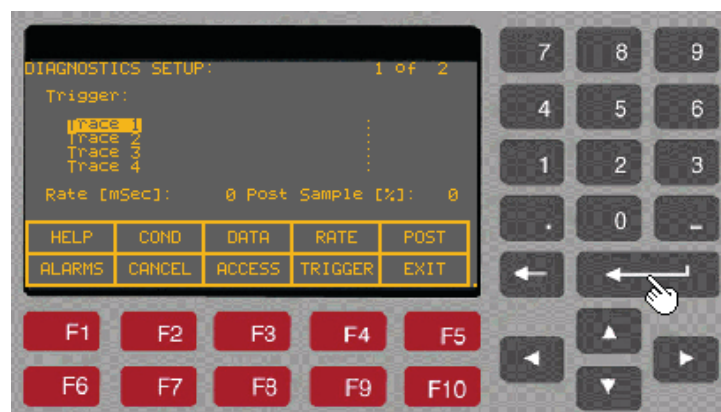 DIAGNOSTICS SETUP: 1 of 2
Trigger:
Trace 1 :
Trace 2 :
Trace 3 :
Trace 4 :
Rate [mSec]: 0 Post Sample [%]: 0
HELP COND DATA RATE POST
ALARMS CANCEL ACCESS TRIGGER EXIT
F1 F2 F3 F4 F5
F6 F7 F8 F9 F10
7 8 9
4 5 6
1 2 3
. 0 -